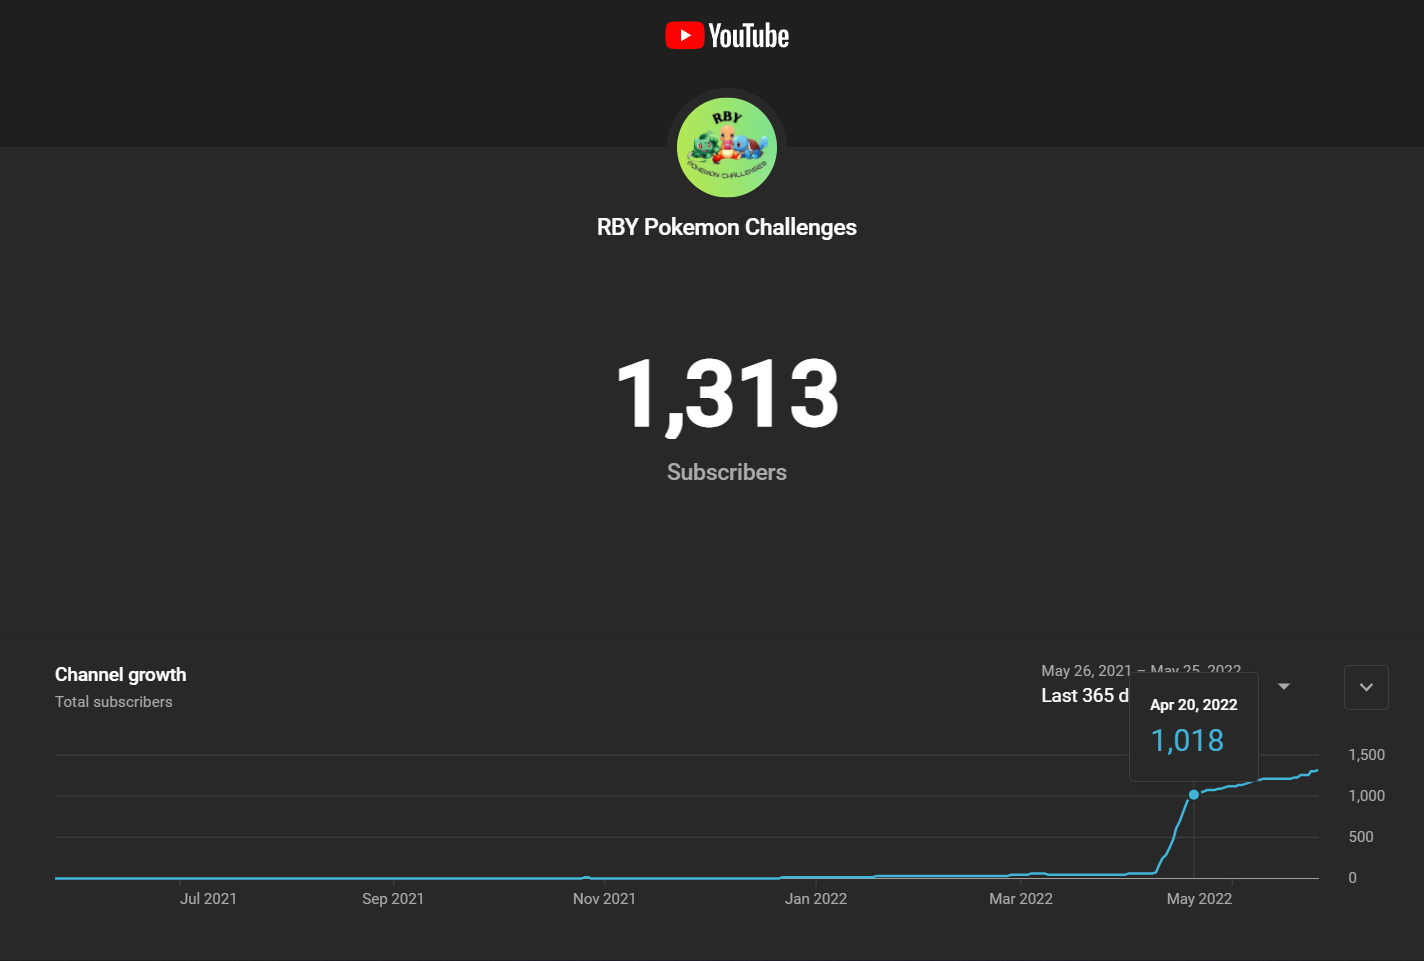 YouTube
RBY
POKEMON CHALLENGES
RBY Pokemon Challenges
1,313
Subscribers
Channel growth
Total subscribers
May 26, 2021 – May 25, 2022
Last 365 d
Apr 20, 2022
1,018
1,500
1,000
500
0
Jul 2021
Sep 2021
Nov 2021
Jan 2022
Mar 2022
May 2022